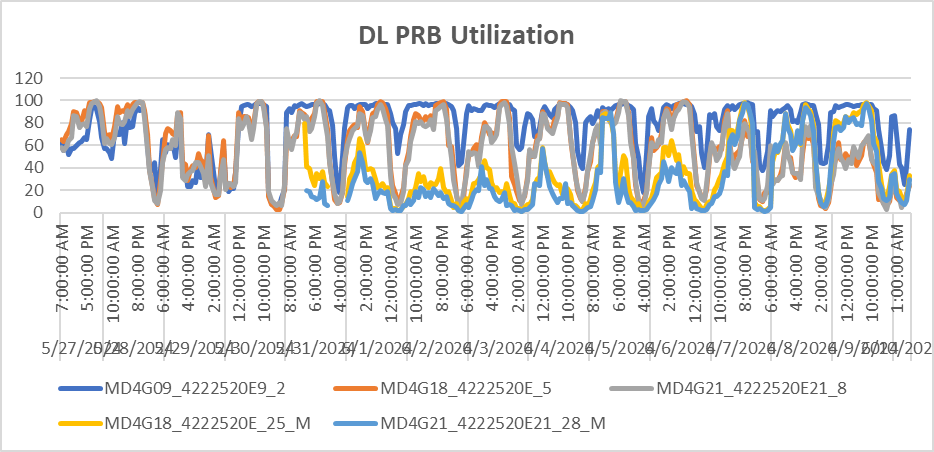 DL PRB Utilization
120
100
80
60
40
20
0
7:00:00 AM
5:00:00 PM
10:00:00 AM
8:00:00 PM
6:00:00 AM
4:00:00 PM
2:00:00 AM
12:00:00 PM
10:00:00 PM
8:00:00 AM
6:00:00 PM
4:00:00 AM
2:00:00 PM
12:00:00 AM
10:00:00 AM
8:00:00 PM
6:00:00 AM
4:00:00 PM
2:00:00 AM
12:00:00 PM
10:00:00 PM
8:00:00 AM
6:00:00 PM
4:00:00 AM
2:00:00 PM
12:00:00 AM
10:00:00 AM
8:00:00 PM
6:00:00 AM
4:00:00 PM
2:00:00 AM
12:00:00 PM
10:00:00 PM
1:00:00 AM
MD4G09_4222520E9_2
MD4G18_4222520E_5
MD4G21_4222520E21_8
MD4G18_4222520E_25_M
MD4G21_4222520E21_28_M